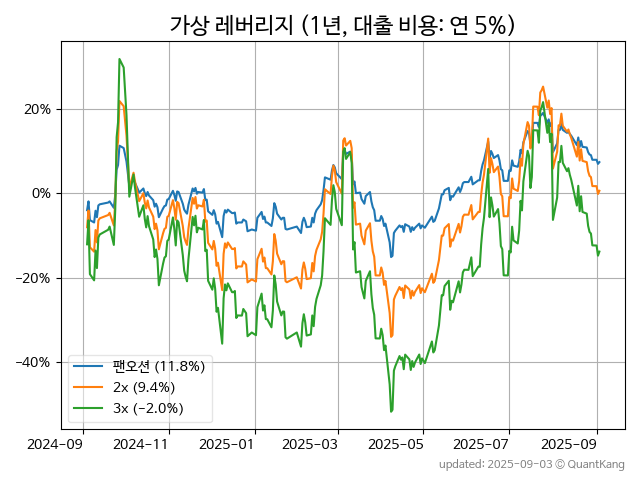 가상 레버리지 (1년, 대출 비용: 연 5%)
20%
0%
−20%
−40%
팬오션 (11.8%)
2x (9.4%)
3x (−2.0%)
2024−09 2024−11 2025−01 2025−03 2025−05 2025−07 2025−09
updated: 2025-09-03 © QuantKang